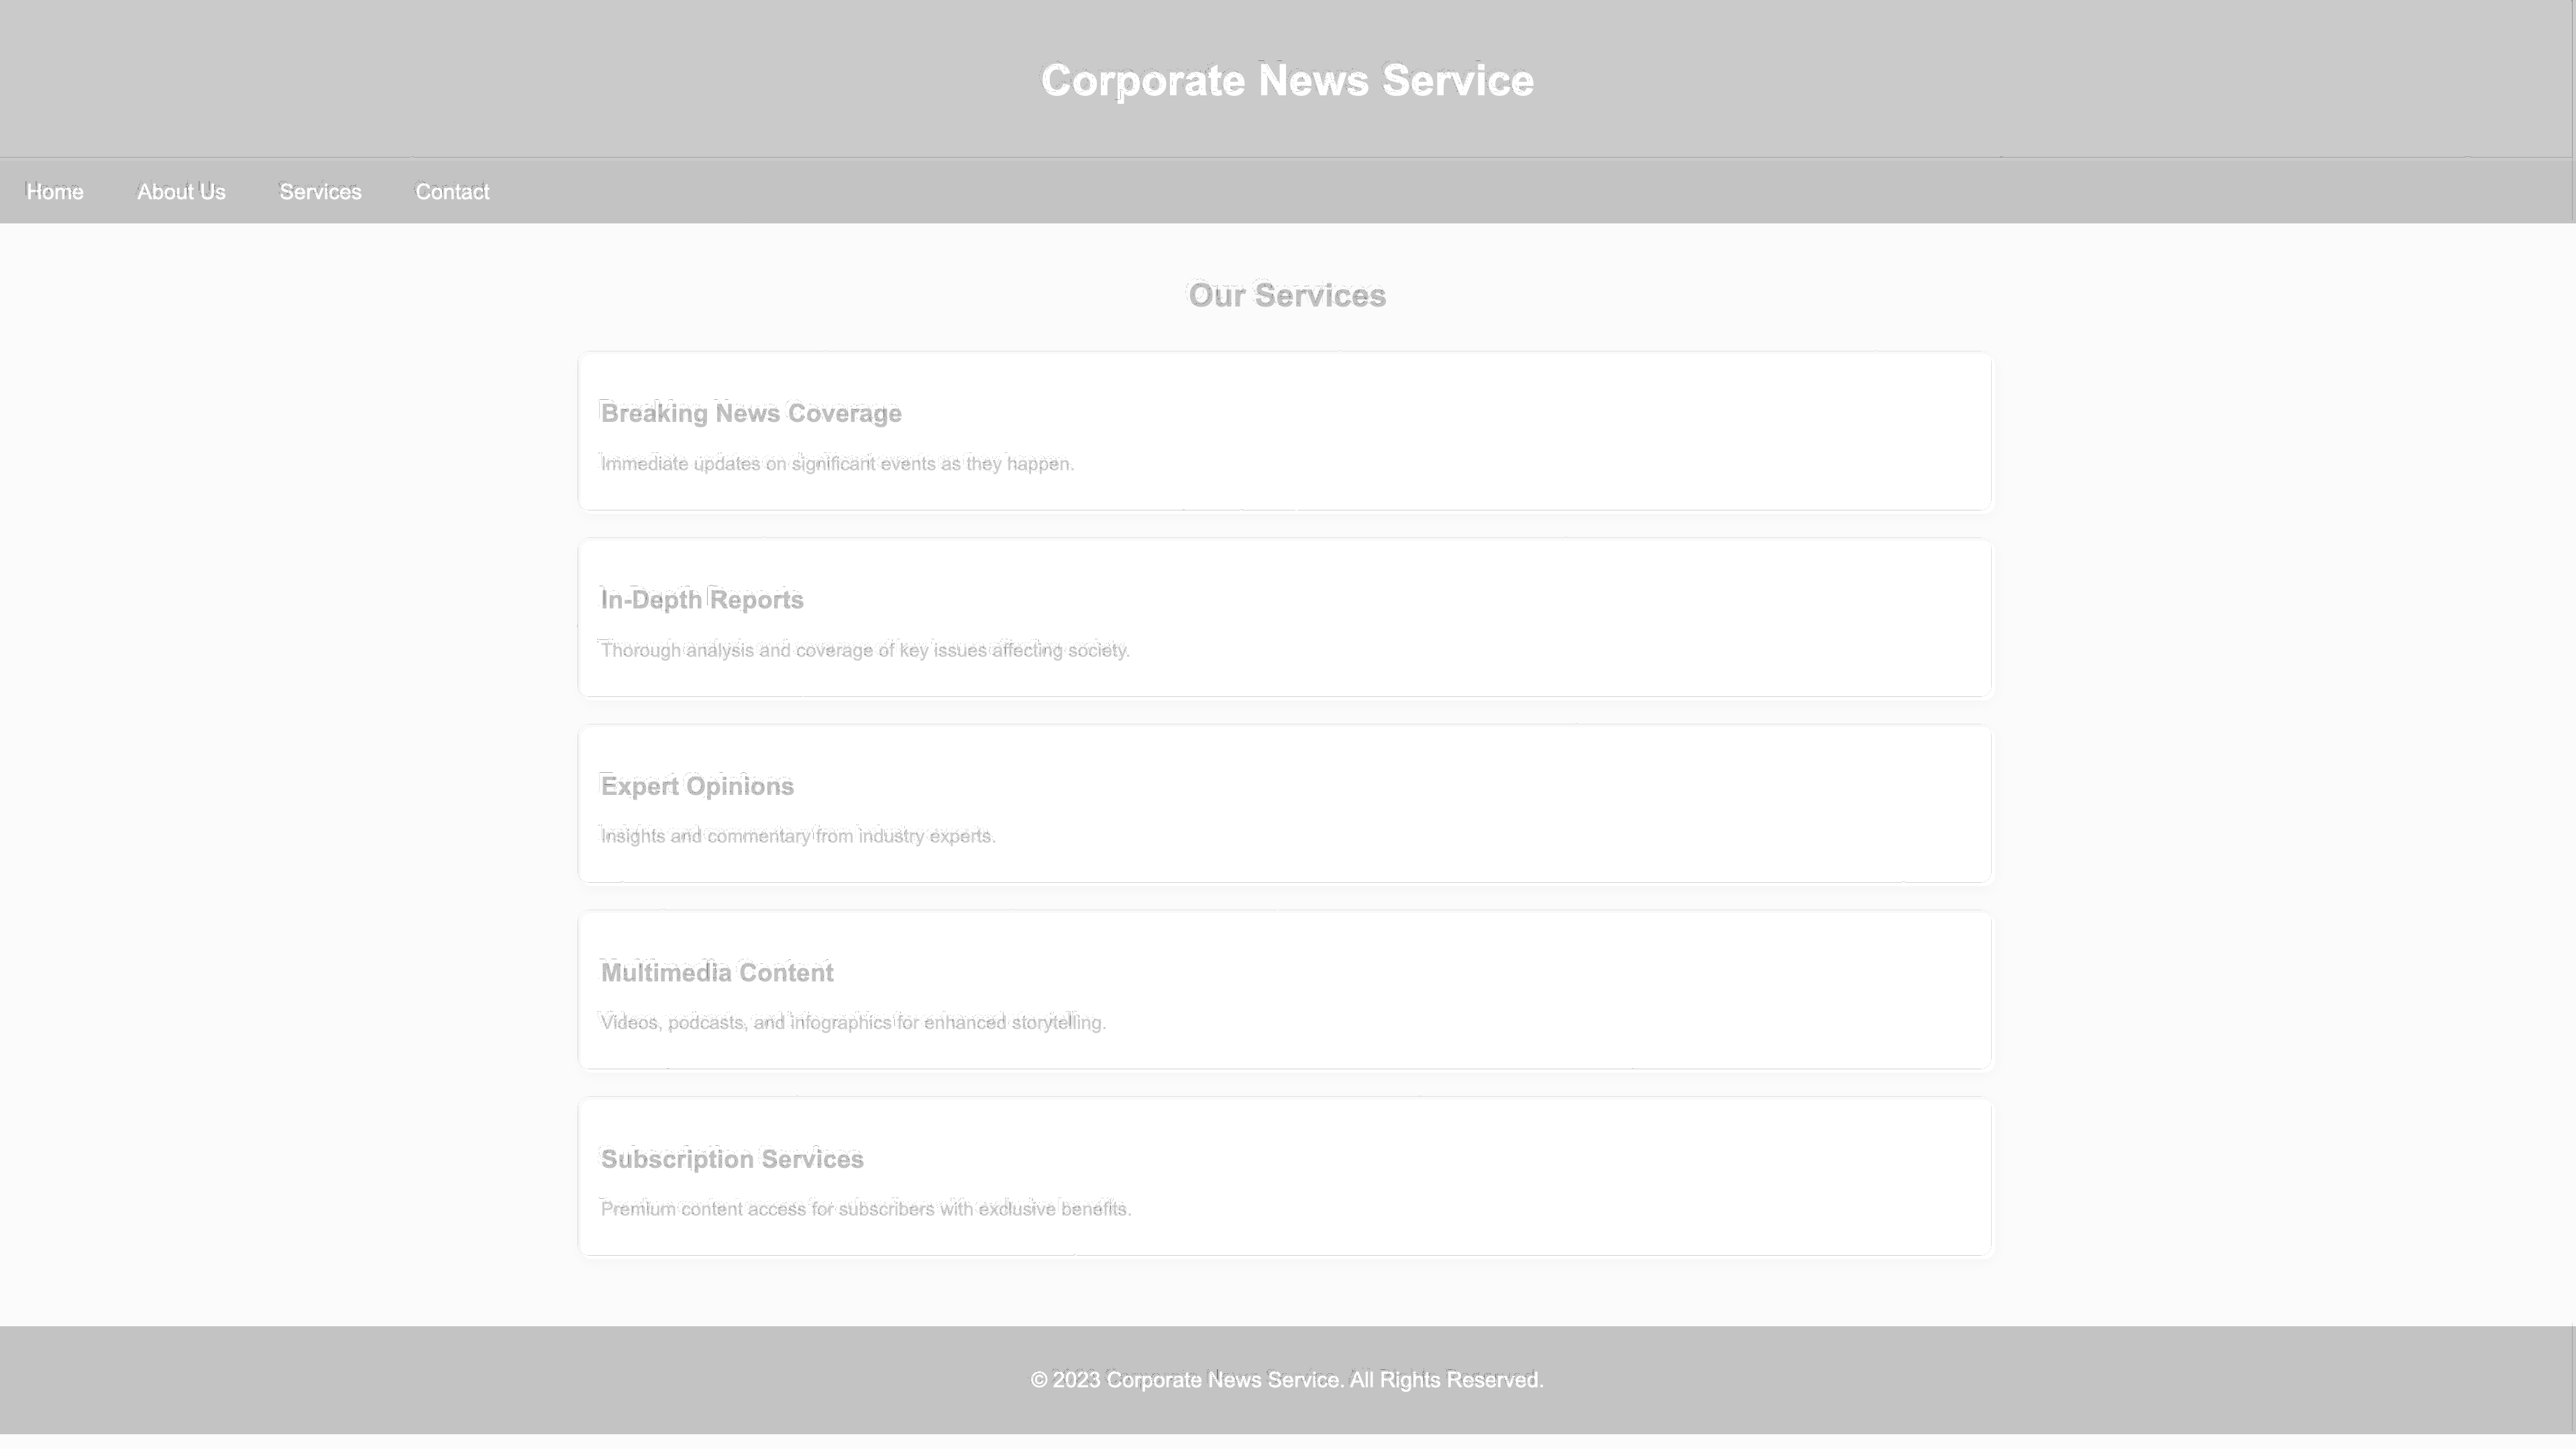 Corporate News Service
Home About Us Services Contact
Our Services
Breaking News Coverage
Immediate updates on significant events as they happen.
In-Depth Reports
Thorough analysis and coverage of key issues affecting society.
Expert Opinions
Insights and commentary from industry experts.
Multimedia Content
Videos, podcasts, and infographics for enhanced storytelling.
Subscription Services
Premium content access for subscribers with exclusive benefits.
© 2023 Corporate News Service. All Rights Reserved.